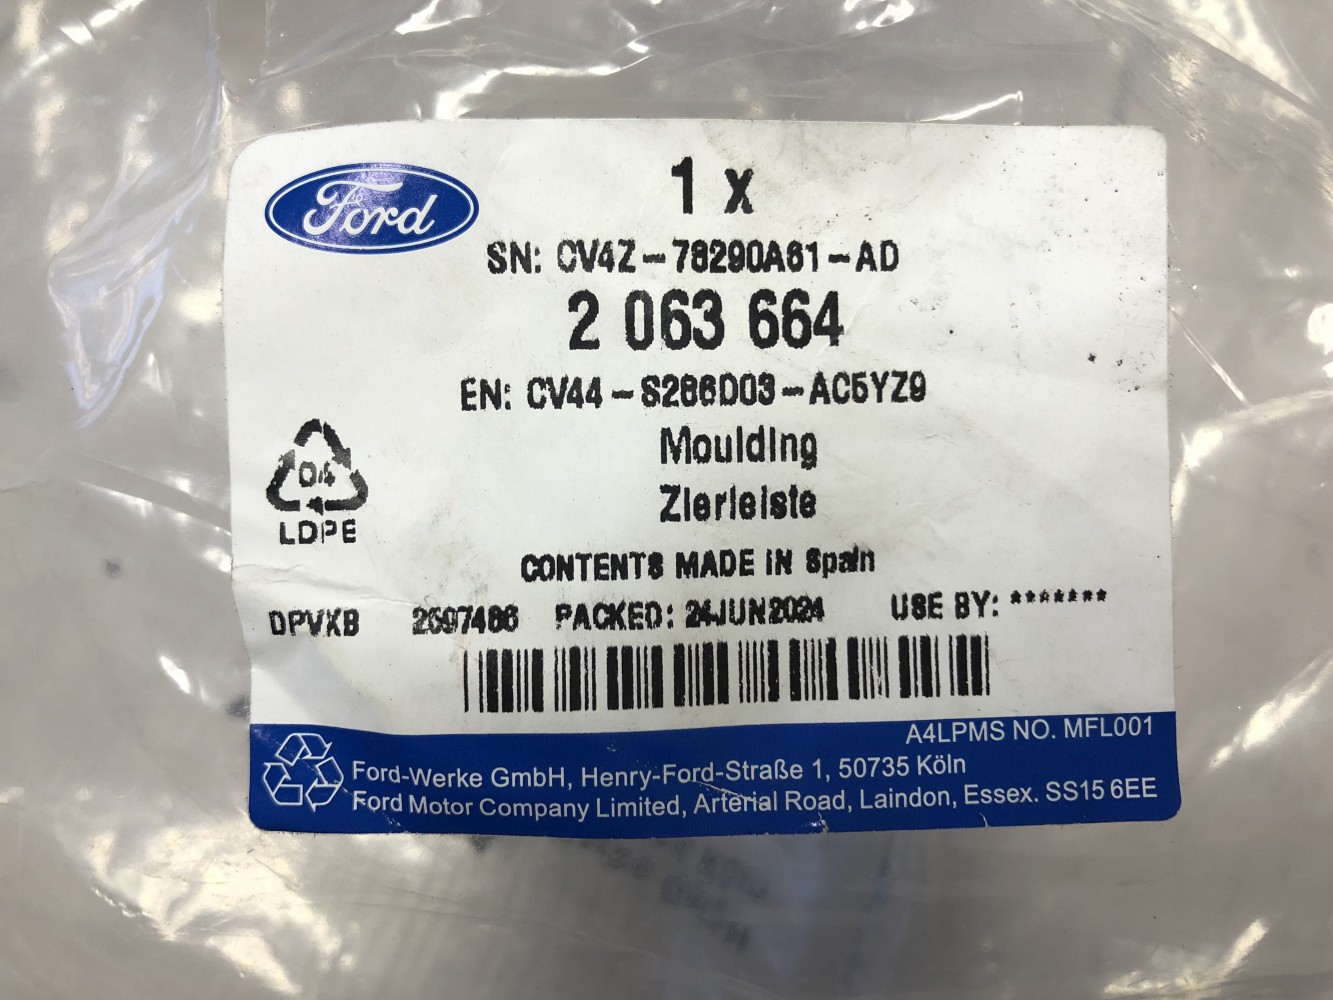 Ford
1 x
SN: CV4Z-78290A61-AD
2 063 664
EN: CV44-S286D03-AC5YZ9
Moulding
Zierleiste
04
LDPE
CONTENTS MADE IN Spain
DPVXB 2597486 PACKED: 24JUN2024 USE BY: *******
A4LPMS NO. MFL001
Ford-Werke GmbH, Henry-Ford-Straße 1, 50735 Köln
Ford Motor Company Limited, Arterial Road, Laindon, Essex. SS15 6EE